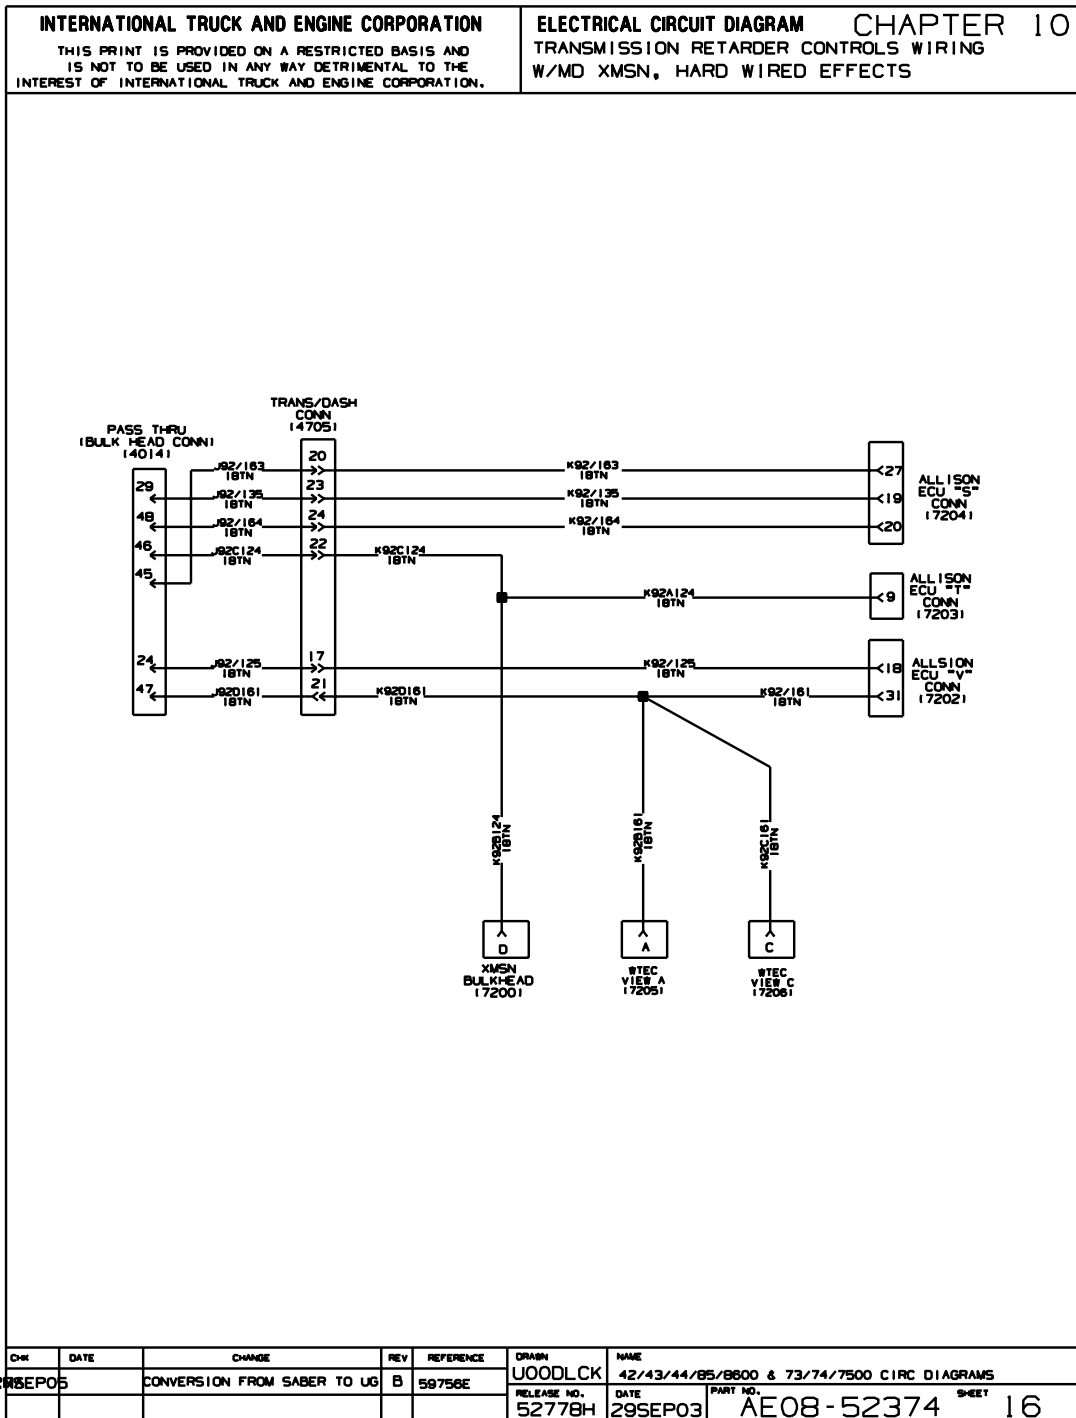 INTERNATIONAL TRUCK AND ENGINE CORPORATION
THIS PRINT IS PROVIDED ON A RESTRICTED BASIS AND
IS NOT TO BE USED IN ANY WAY DETRIMENTAL TO THE
INTEREST OF INTERNATIONAL TRUCK AND ENGINE CORPORATION.
ELECTRICAL CIRCUIT DIAGRAM CHAPTER 10
TRANSMISSION RETARDER CONTROLS WIRING
W/MD XMSN, HARD WIRED EFFECTS
TRANS/DASH
CONN
(4705)
PASS THRU
(BULK HEAD CONN)
(4014)
J92/163
18TN
20
K92/163
18TN
27
29
J92/135
18TN
23
K92/135
18TN
19
48
J92/164
18TN
24
K92/164
18TN
20
ALLISON
ECU "S"
CONN
(7204)
46
J92C124
18TN
22
K92C124
18TN
45
K92A124
18TN
9
ALLISON
ECU "T"
CONN
(7203)
24
J92/125
18TN
17
K92/125
18TN
18
47
J92D161
18TN
21
K92D161
18TN
K92/161
18TN
31
ALLSION
ECU "V"
CONN
(7202)
K92B124
18TN
K92B161
18TN
K92C161
18TN
D
A
C
XMSN
BULKHEAD
(7200)
WTEC
VIEW A
(7205)
WTEC
VIEW C
(7206)
CHK DATE CHANGE REV REFERENCE
CONVERSION FROM SABER TO UG B 59756E
DRAWN
UOODLCK
NAME
42/43/44/85/8600 & 73/74/7500 CIRC DIAGRAMS
RELEASE NO.
52778H
DATE
29SEP03
PART NO.
AE08-52374
SHEET
16